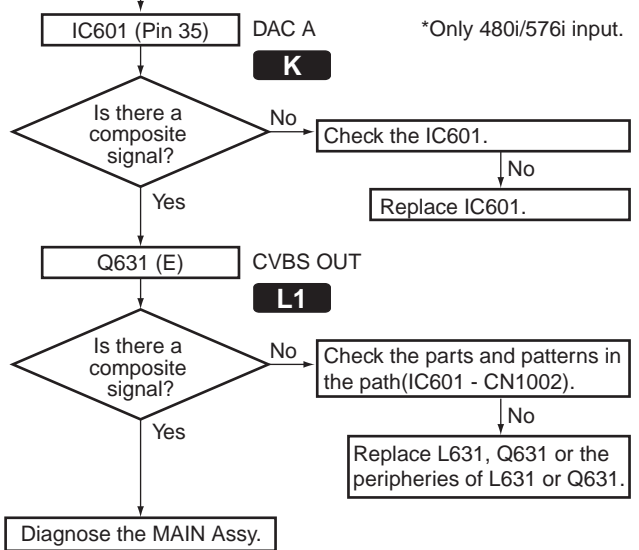 IC601 (Pin 35)
DAC A
*Only 480i/576i input.
K
Is there a
composite
signal?
No
Check the IC601.
No
Replace IC601.
Yes
Q631 (E)
CVBS OUT
L1
Is there a
composite
signal?
No
Check the parts and patterns in
the path(IC601 - CN1002).
No
Replace L631, Q631 or the
peripheries of L631 or Q631.
Yes
Diagnose the MAIN Assy.